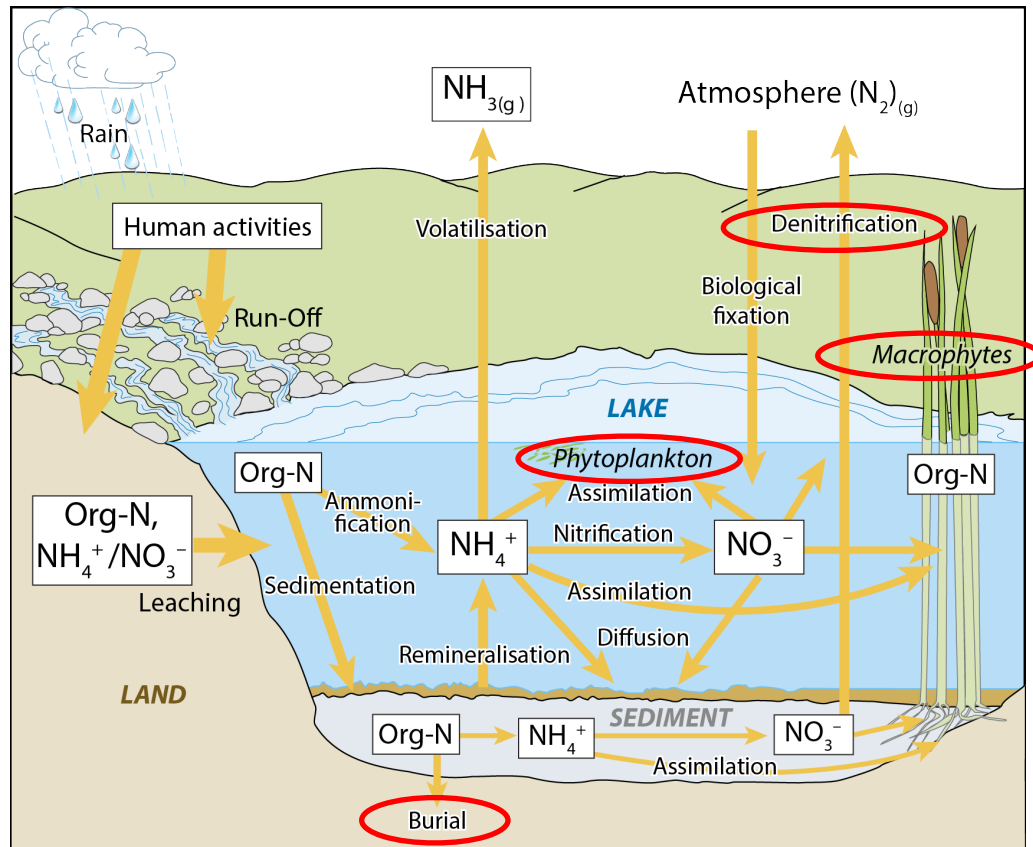 NH₃₍g₎
Atmosphere (N₂)₍g₎
Rain
Human activities
Volatilisation
Denitrification
Biological
fixation
Run-Off
Macrophytes
LAKE
Phytoplankton
Org-N
Org-N
Assimilation
Ammoni-
fication
Org-N,
NH₄⁺/NO₃⁻
NH₄⁺
Nitrification
NO₃⁻
Leaching
Sedimentation
Assimilation
Diffusion
Remineralisation
LAND
SEDIMENT
Org-N
NH₄⁺
NO₃⁻
Assimilation
Burial